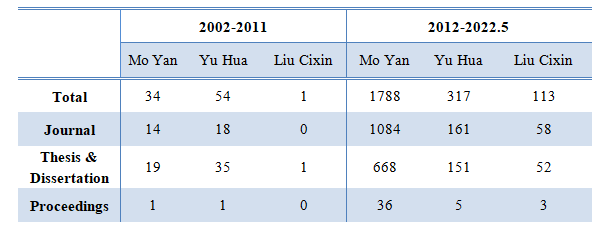 2002-2011 2012-2022.5
Mo Yan Yu Hua Liu Cixin Mo Yan Yu Hua Liu Cixin
Total 34 54 1 1788 317 113
Journal 14 18 0 1084 161 58
Thesis &
Dissertation 19 35 1 668 151 52
Proceedings 1 1 0 36 5 3